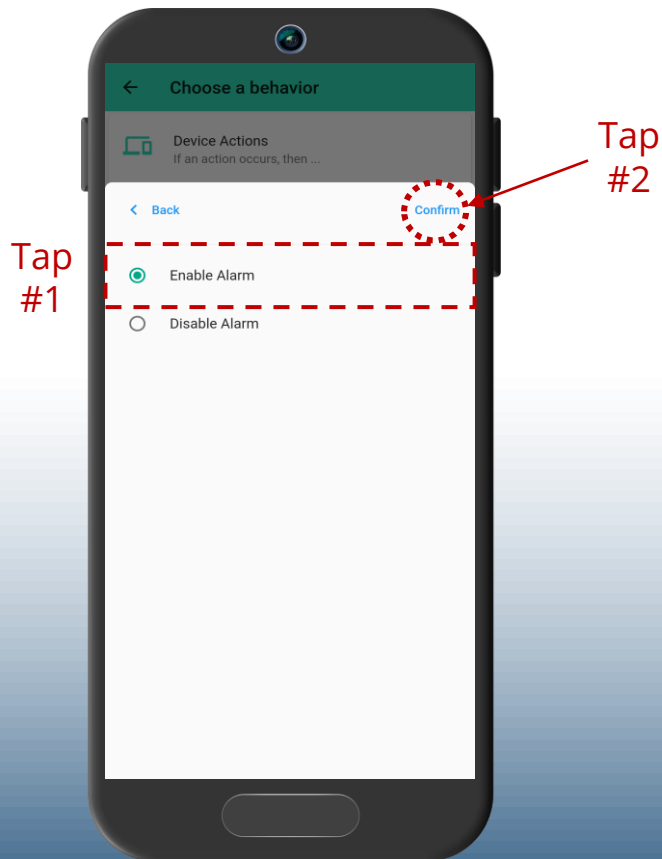 Choose a behavior
Device Actions
If an action occurs, then ...
Back
Confirm
Enable Alarm
Disable Alarm
Tap
#1
Tap
#2